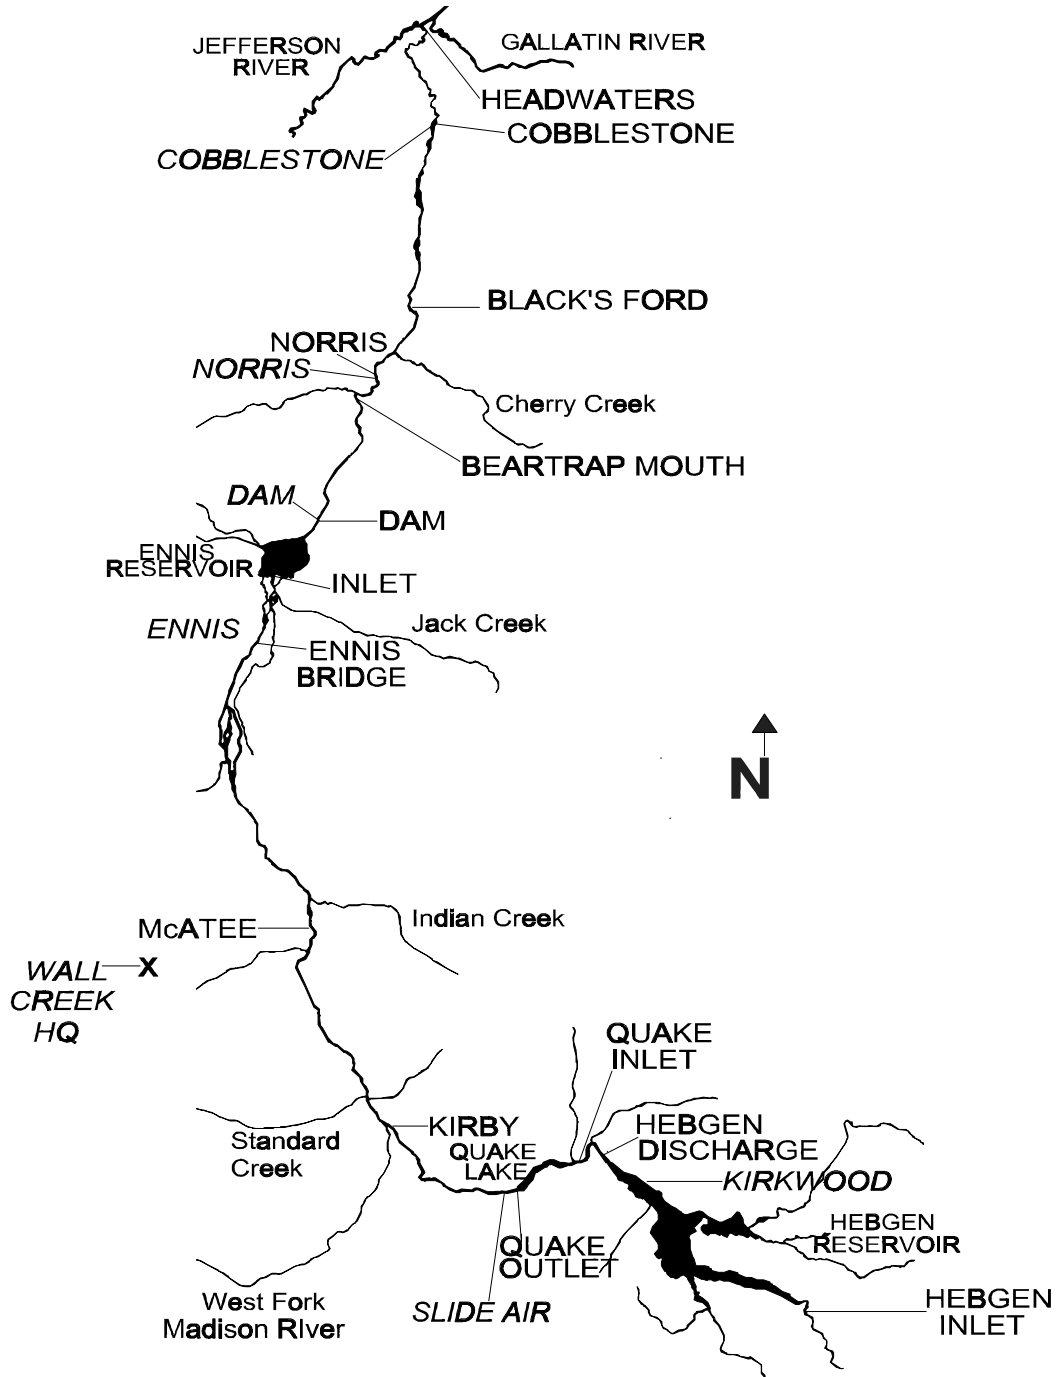 JEFFERSON
RIVER
GALLATIN RIVER
HEADWATERS
COBBLESTONE
COBBLESTONE
BLACK'S FORD
NORRIS
NORRIS
Cherry Creek
BEARTRAP MOUTH
DAM
DAM
ENNIS
RESERVOIR
INLET
ENNIS
Jack Creek
ENNIS
BRIDGE
N
McATEE
Indian Creek
WALL
CREEK
HQ
X
QUAKE
INLET
Standard
Creek
KIRBY
QUAKE
LAKE
HEBGEN
DISCHARGE
KIRKWOOD
HEBGEN
RESERVOIR
QUAKE
OUTLET
SLIDE AIR
West Fork
Madison RIver
HEBGEN
INLET